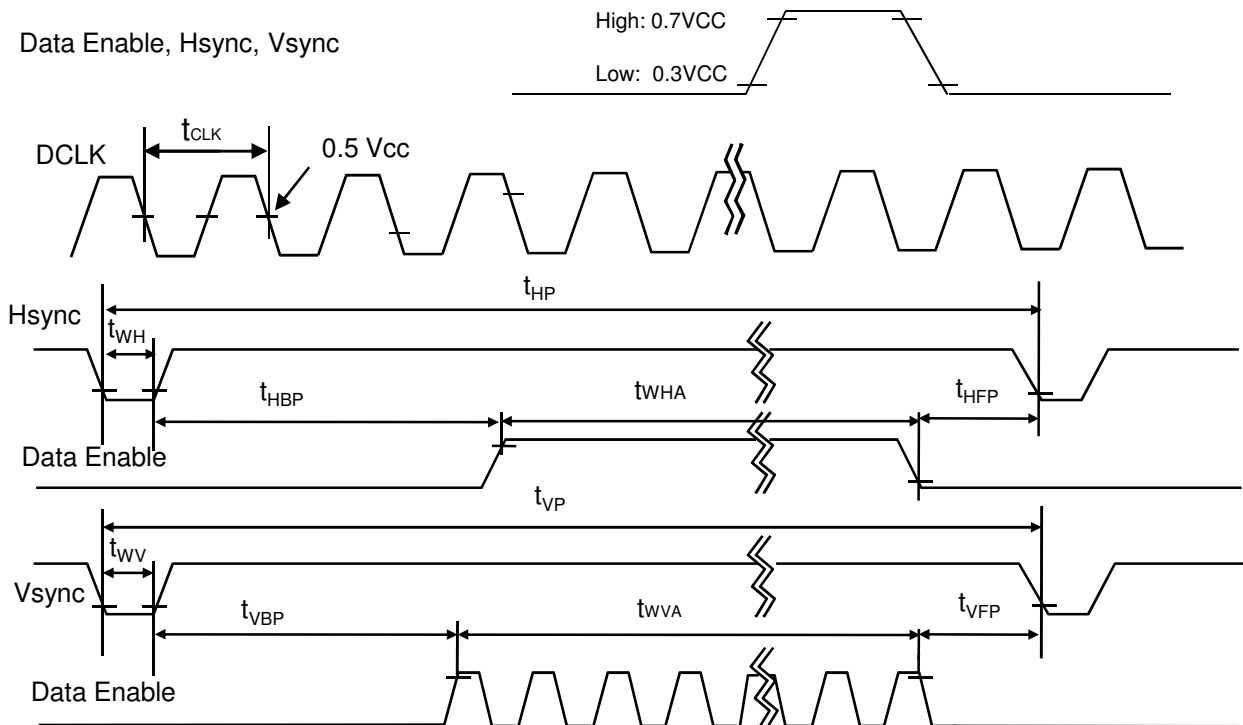 High: 0.7VCC
Data Enable, Hsync, Vsync
Low: 0.3VCC
tCLK
0.5 Vcc
DCLK
tHP
Hsync
tWH
tHBP
tWHA
tHFP
Data Enable
tVP
tWV
Vsync
tVBP
tWVA
tVFP
Data Enable